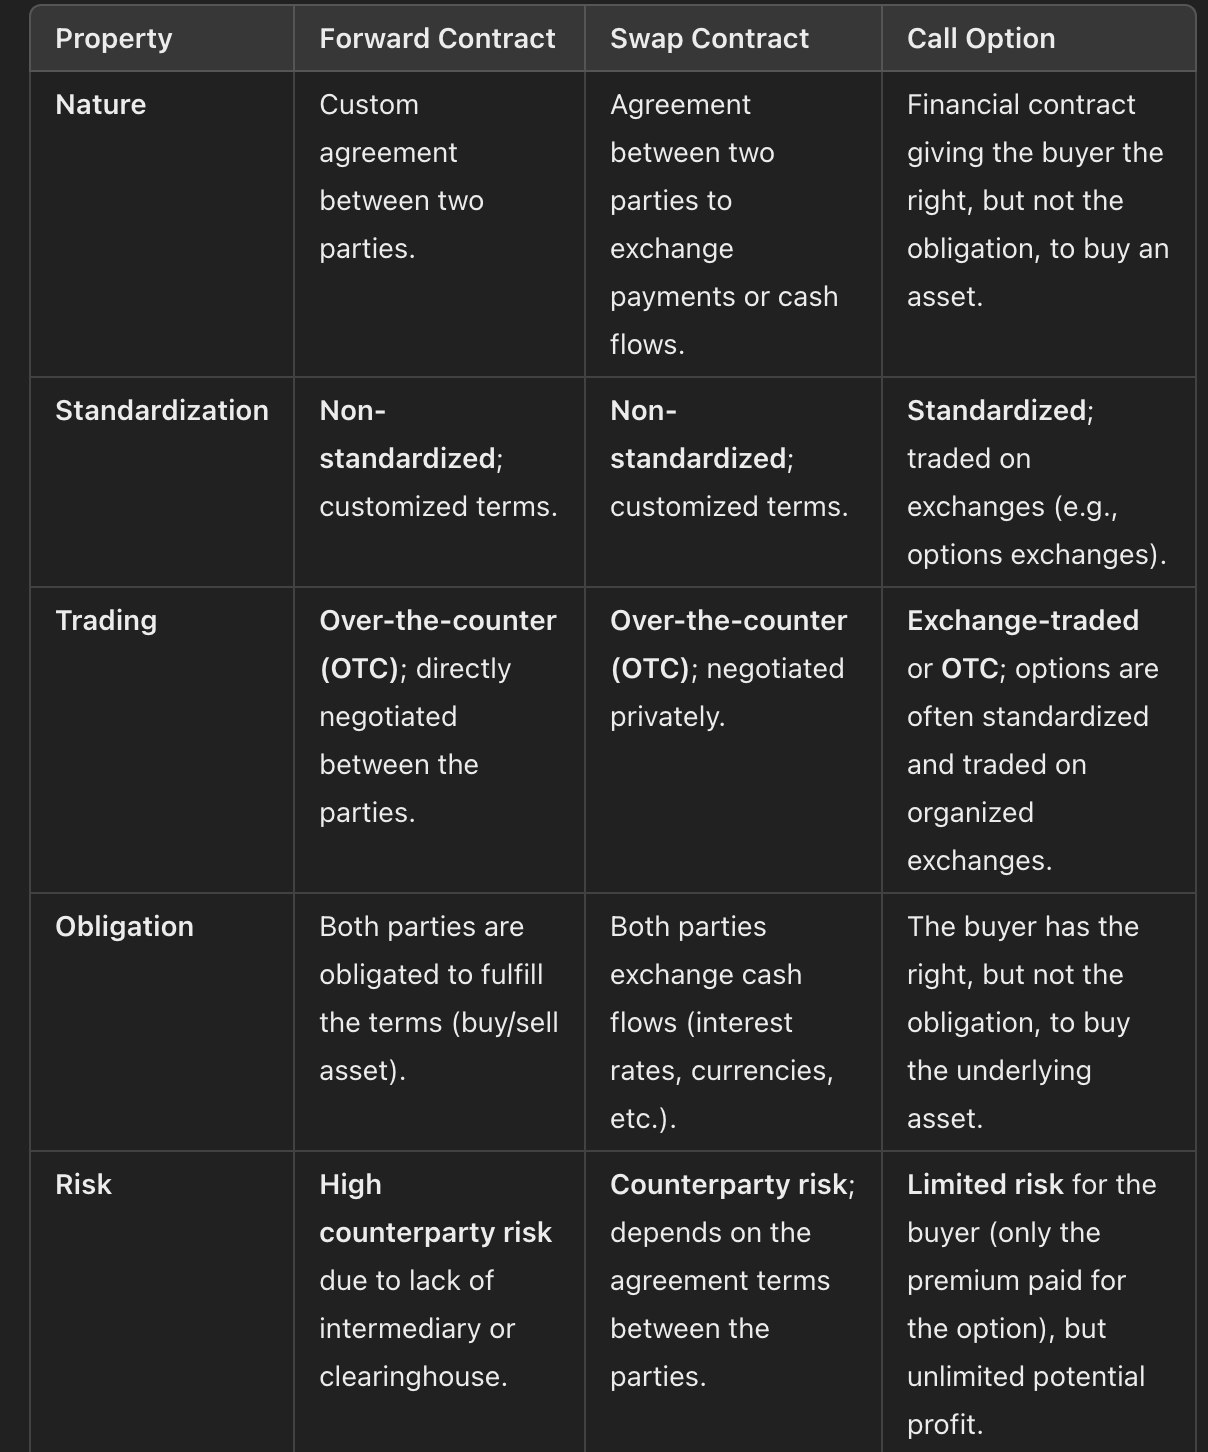 Property Forward Contract Swap Contract Call Option
Nature
Custom
agreement
between two
parties.
Agreement
between two
parties to
exchange
payments or cash
flows.
Financial contract
giving the buyer the
right, but not the
obligation, to buy an
asset.
Standardization
Non-
standardized;
customized terms.
Non-
standardized;
customized terms.
Standardized;
traded on
exchanges (e.g.,
options exchanges).
Trading
Over-the-counter
(OTC); directly
negotiated
between the
parties.
Over-the-counter
(OTC); negotiated
privately.
Exchange-traded
or OTC; options are
often standardized
and traded on
organized
exchanges.
Obligation
Both parties are
obligated to fulfill
the terms (buy/sell
asset).
Both parties
exchange cash
flows (interest
rates, currencies,
etc.).
The buyer has the
right, but not the
obligation, to buy
the underlying
asset.
Risk
High
counterparty risk
due to lack of
intermediary or
clearinghouse.
Counterparty risk;
depends on the
agreement terms
between the
parties.
Limited risk for the
buyer (only the
premium paid for
the option), but
unlimited potential
profit.